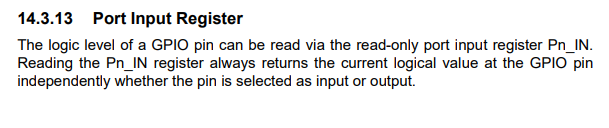 14.3.13 Port Input Register
The logic level of a GPIO pin can be read via the read-only port input register Pn_IN.
Reading the Pn_IN register always returns the current logical value at the GPIO pin
independently whether the pin is selected as input or output.